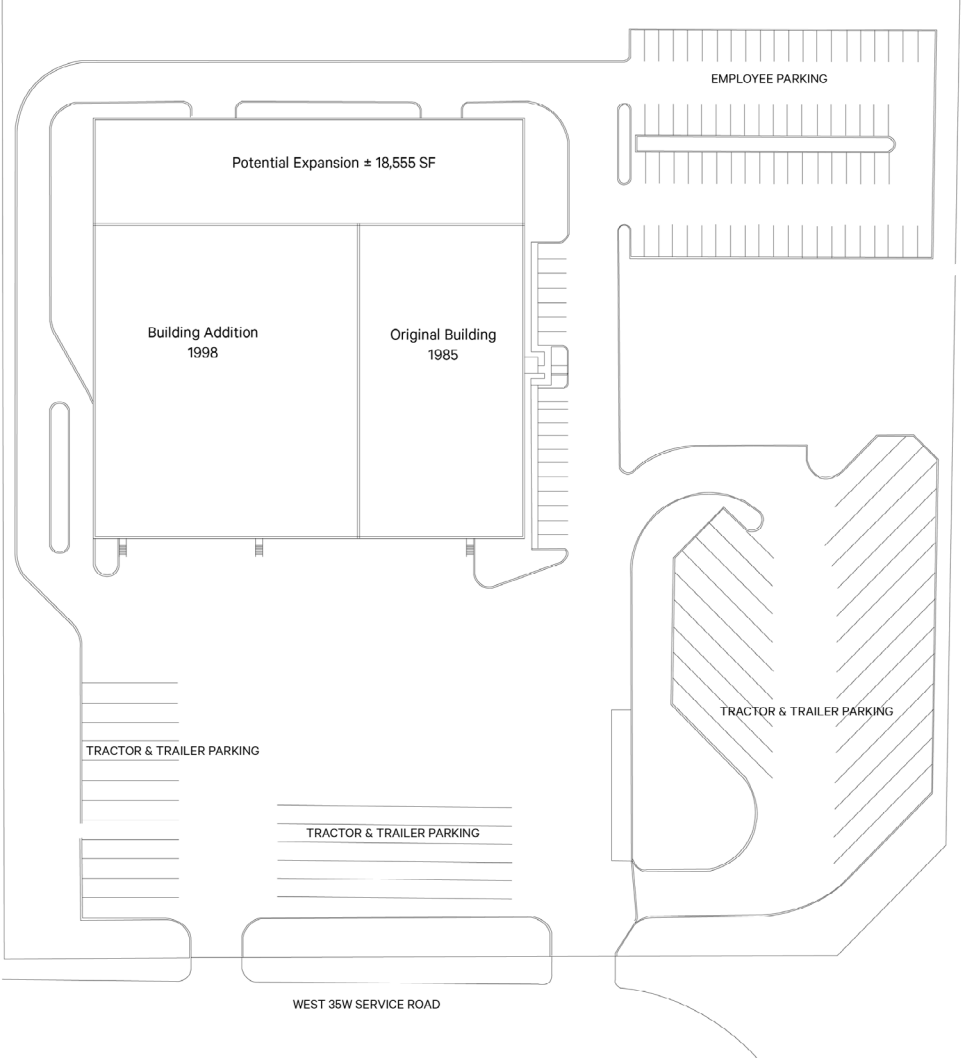 EMPLOYEE PARKING
Potential Expansion ± 18,555 SF
Building Addition
1998
Original Building
1985
TRACTOR & TRAILER PARKING
TRACTOR & TRAILER PARKING
TRACTOR & TRAILER PARKING
WEST 35W SERVICE ROAD